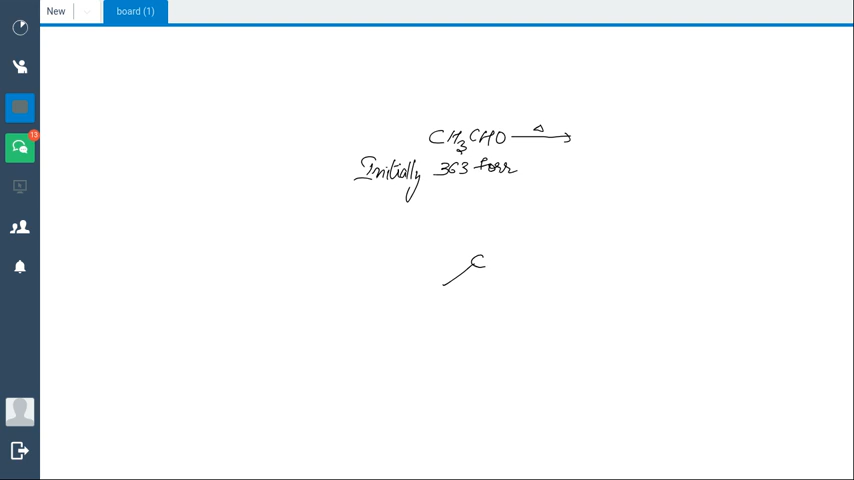 New
board (1)
13
CH3CHO Δ→
Initially 363 torr
C